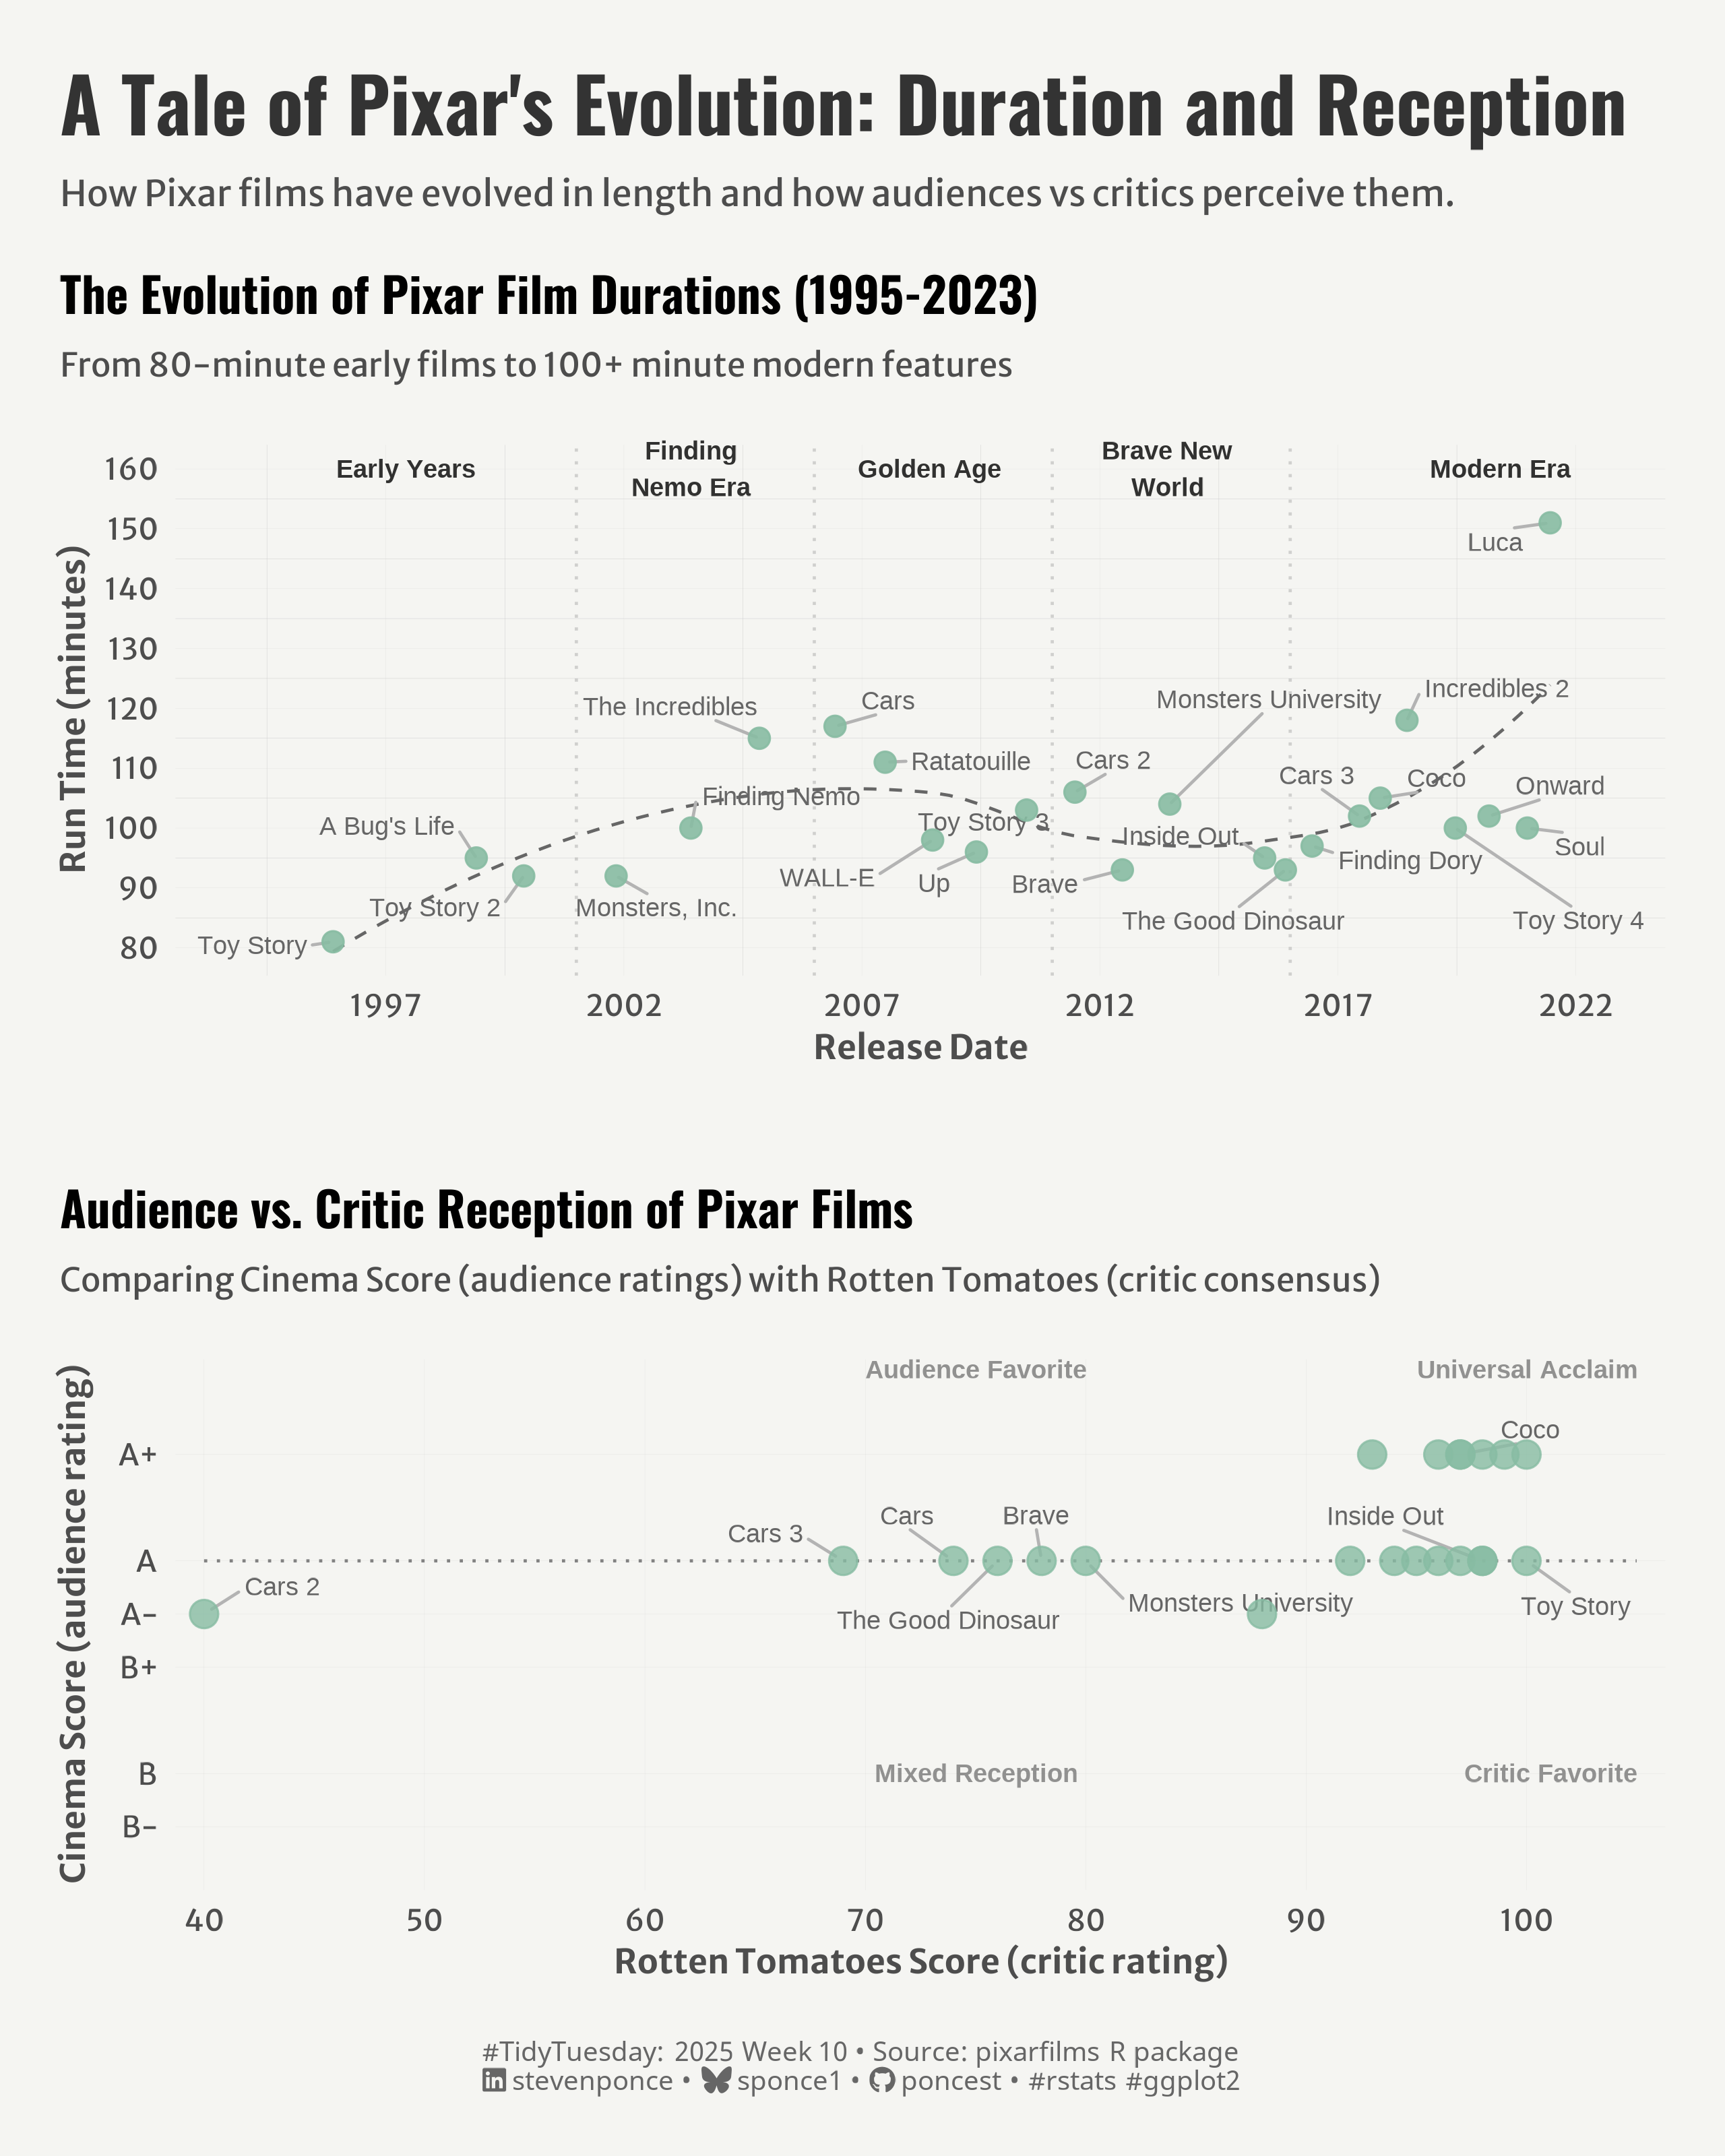 A Tale of Pixar's Evolution: Duration and Reception
How Pixar films have evolved in length and how audiences vs critics perceive them.
The Evolution of Pixar Film Durations (1995-2023)
From 80-minute early films to 100+ minute modern features
Run Time (minutes)
160
150
140
130
120
110
100
90
80
Early Years
Finding
Nemo Era
Golden Age
Brave New
World
Modern Era
Luca
The Incredibles
Cars
Monsters University
Incredibles 2
Ratatouille
Cars 2
Cars 3
Coco
Onward
Finding Nemo
A Bug's Life
Toy Story 3
Inside Out
Soul
WALL-E
Up
Brave
Finding Dory
Toy Story 2
Monsters, Inc.
The Good Dinosaur
Toy Story 4
Toy Story
1997
2002
2007
2012
2017
2022
Release Date
Audience vs. Critic Reception of Pixar Films
Comparing Cinema Score (audience ratings) with Rotten Tomatoes (critic consensus)
Cinema Score (audience rating)
A+
A
A-
B+
B
B-
Audience Favorite
Universal Acclaim
Coco
Cars 3
Cars
Brave
Inside Out
Cars 2
The Good Dinosaur
Monsters University
Toy Story
Mixed Reception
Critic Favorite
40
50
60
70
80
90
100
Rotten Tomatoes Score (critic rating)
#TidyTuesday: 2025 Week 10 • Source: pixarfilms R package
in stevenponce • sponce1 • poncest • #rstats #ggplot2